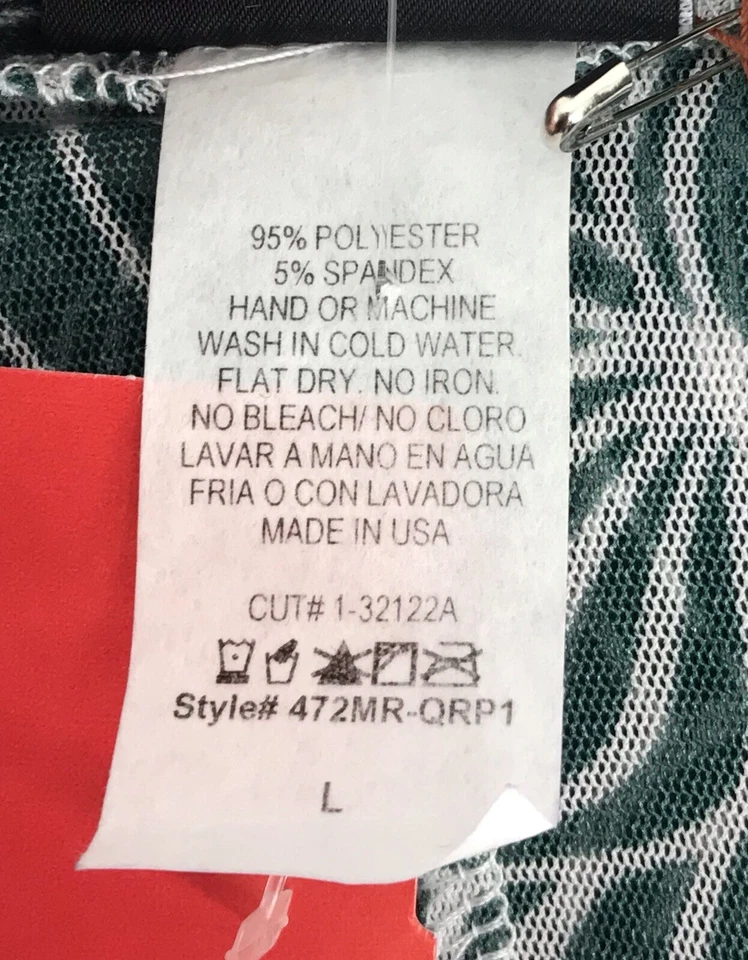 95% POLYESTER
5% SPANDEX
HAND OR MACHINE
WASH IN COLD WATER.
FLAT DRY. NO IRON.
NO BLEACH/ NO CLORO
LAVAR A MANO EN AGUA
FRIA O CON LAVADORA
MADE IN USA
CUT# 1-32122A
Style# 472MR-QRP1
L